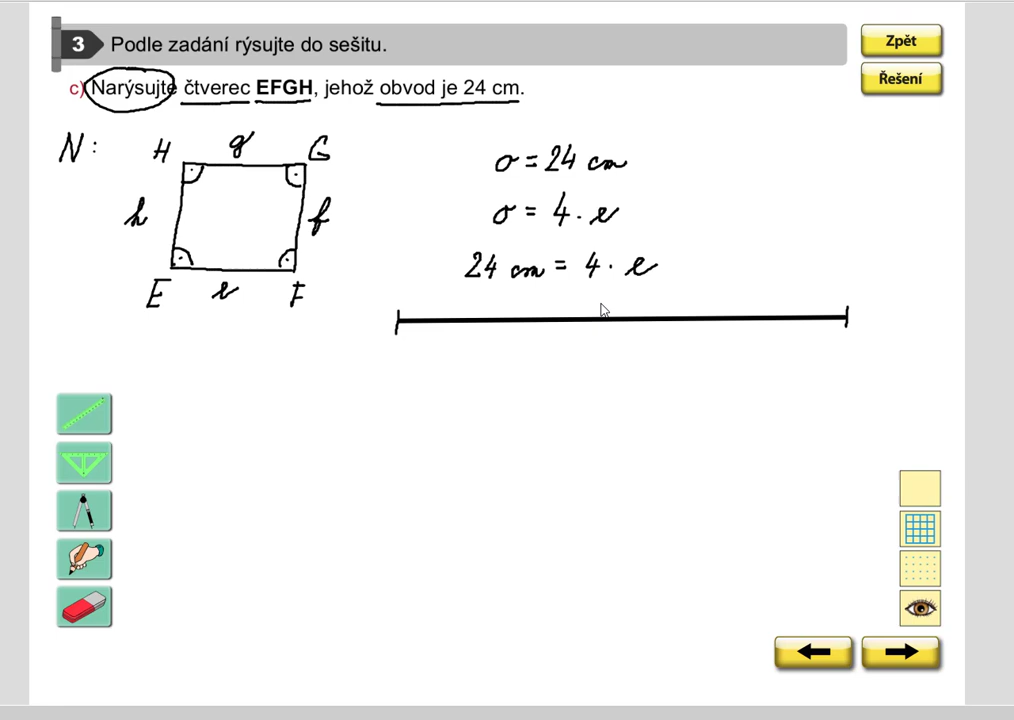 3 Podle zadání rýsujte do sešitu.
Zpět
Řešení
c) Narýsujte čtverec EFGH, jehož obvod je 24 cm.
N: H g G
h f
E e F
o = 24 cm
o = 4 · e
24 cm = 4 · e